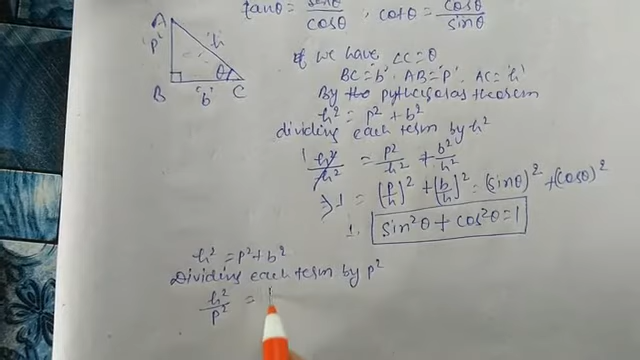 tanθ = sinθ/cosθ , cotθ = cosθ/sinθ
A
'p'
'h'
θ
B
'b'
C
If we have ∠C=θ
BC='b' AB='p' AC='h'
By the pythegoras theorem
h² = p² + b²
dividing each term by h²
1 h²/h² = p²/h² + b²/h²
⇒ 1 = (p/h)² + (b/h)² = (sinθ)² + (cosθ)²
1. sin²θ + cos²θ = 1
h² = p² + b²
Dividing each term by p²
h²/p² =